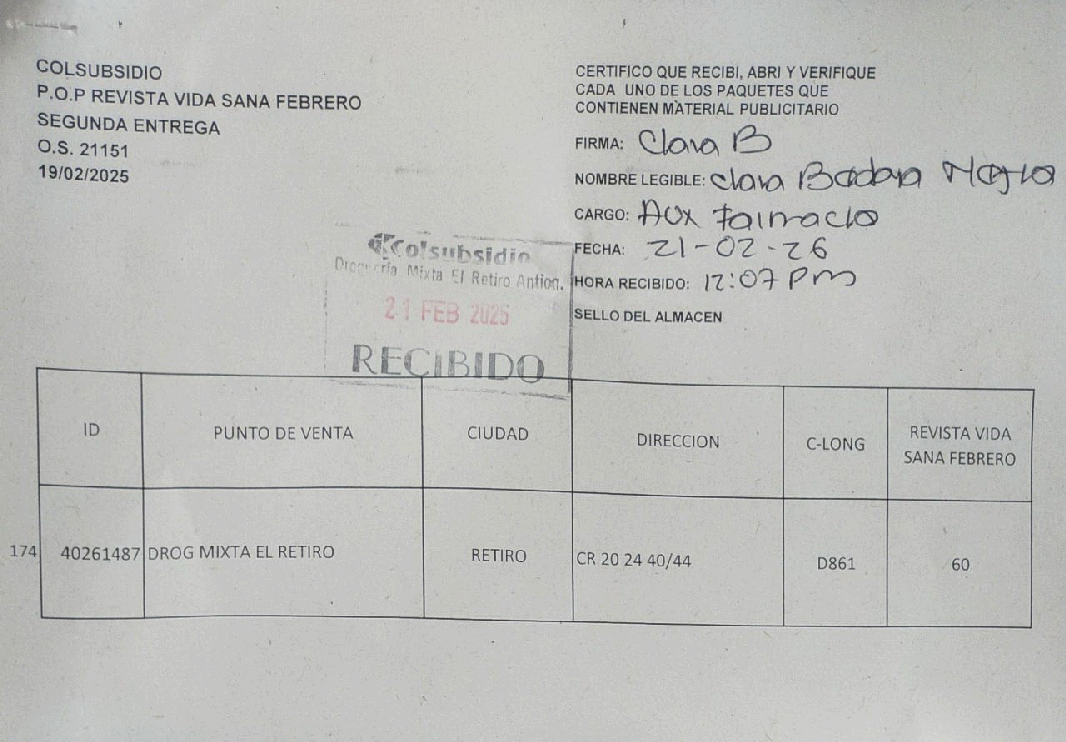 COLSUBSIDIO
P.O.P REVISTA VIDA SANA FEBRERO
SEGUNDA ENTREGA
O.S. 21151
19/02/2025
CERTIFICO QUE RECIBI, ABRI Y VERIFIQUE
CADA UNO DE LOS PAQUETES QUE
CONTIENEN MATERIAL PUBLICITARIO
FIRMA: Clara B
NOMBRE LEGIBLE: Clara
CARGO: Aux Farmacia
FECHA: 21-02-26
HORA RECIBIDO: 12:07 Pm
SELLO DEL ALMACEN
Colsubsidio
Droguería Mixta El Retiro Antioq.
21 FEB 2025
RECIBIDO
ID PUNTO DE VENTA CIUDAD DIRECCION C-LONG REVISTA VIDA
SANA FEBRERO
174 40261487 DROG MIXTA EL RETIRO RETIRO CR 20 24 40/44 D861 60